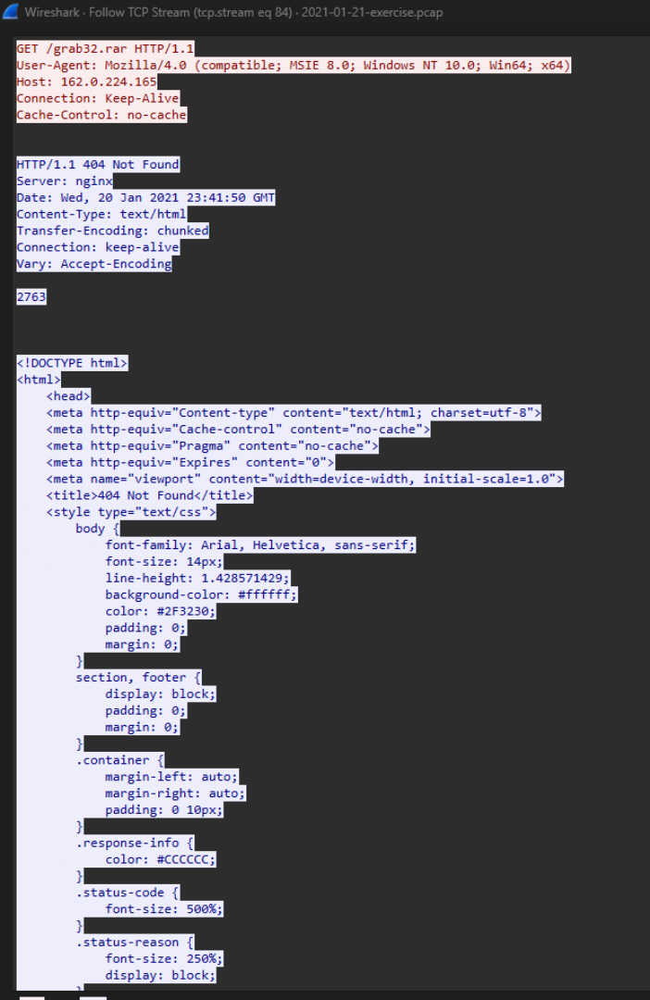 Wireshark · Follow TCP Stream (tcp.stream eq 84) · 2021-01-21-exercise.pcap
GET /grab32.rar HTTP/1.1
User-Agent: Mozilla/4.0 (compatible; MSIE 8.0; Windows NT 10.0; Win64; x64)
Host: 162.0.224.165
Connection: Keep-Alive
Cache-Control: no-cache
HTTP/1.1 404 Not Found
Server: nginx
Date: Wed, 20 Jan 2021 23:41:50 GMT
Content-Type: text/html
Transfer-Encoding: chunked
Connection: keep-alive
Vary: Accept-Encoding
2763
<!DOCTYPE html>
<html>
<head>
<meta http-equiv="Content-type" content="text/html; charset=utf-8">
<meta http-equiv="Cache-control" content="no-cache">
<meta http-equiv="Pragma" content="no-cache">
<meta http-equiv="Expires" content="0">
<meta name="viewport" content="width=device-width, initial-scale=1.0">
<title>404 Not Found</title>
<style type="text/css">
body {
font-family: Arial, Helvetica, sans-serif;
font-size: 14px;
line-height: 1.428571429;
background-color: #ffffff;
color: #2F3230;
padding: 0;
margin: 0;
}
section, footer {
display: block;
padding: 0;
margin: 0;
}
.container {
margin-left: auto;
margin-right: auto;
padding: 0 10px;
}
.response-info {
color: #CCCCCC;
}
.status-code {
font-size: 500%;
}
.status-reason {
font-size: 250%;
display: block;
}